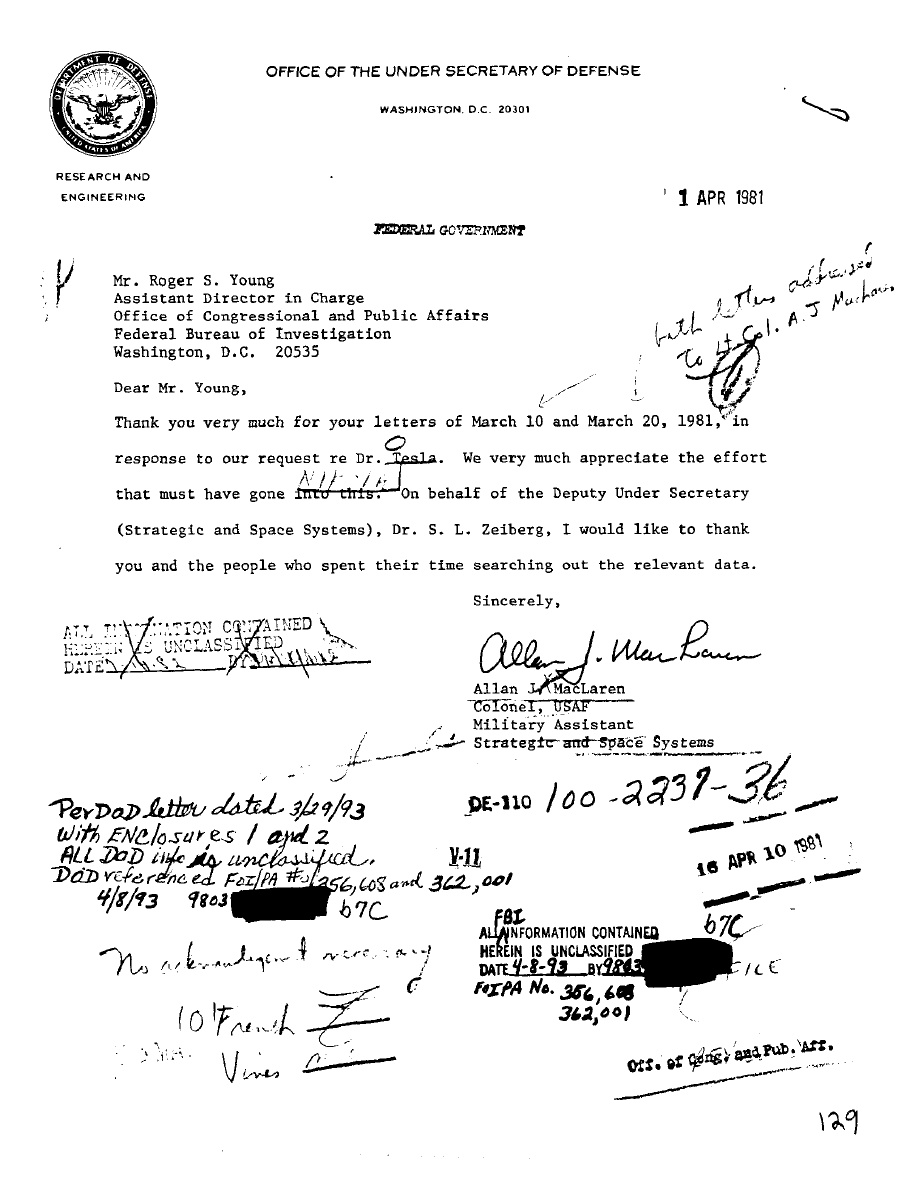 OFFICE OF THE UNDER SECRETARY OF DEFENSE
WASHINGTON, D.C. 20301
DEPARTMENT OF DEFENSE
UNITED STATES OF AMERICA
RESEARCH AND
ENGINEERING
1 APR 1981
FEDERAL GOVERNMENT
Mr. Roger S. Young
Assistant Director in Charge
Office of Congressional and Public Affairs
Federal Bureau of Investigation
Washington, D.C. 20535
both letters addressed
To Lt. Col. A. J
Dear Mr. Young,
Thank you very much for your letters of March 10 and March 20, 1981, in
response to our request re Dr. Tesla. We very much appreciate the effort
NIKOLA
that must have gone into this. On behalf of the Deputy Under Secretary
(Strategic and Space Systems), Dr. S. L. Zeiberg, I would like to thank
you and the people who spent their time searching out the relevant data.
Sincerely,
ALL INFORMATION CONTAINED
HEREIN IS UNCLASSIFIED
DATE
Allan J. MacLaren
Allan J. MacLaren
Colonel, USAF
Military Assistant
Strategic and Space Systems
Per DoD letter dated 3/29/93
with ENClosures 1 and 2
ALL DoD info is unclassified.
DoD referenced FOI/PA #s/356,608 and 362,001
4/8/93 9803
b7C
DE-110 100-2237-36
V-11
16 APR 10 1981
FBI
ALL INFORMATION CONTAINED
HEREIN IS UNCLASSIFIED
DATE 4-8-93 BY 9803
FOIPA No. 356,608
362,001
b7C
FILE
No acknowledgment necessary
10' French
Vines
Off. of Cong. and Pub. Aff.
129